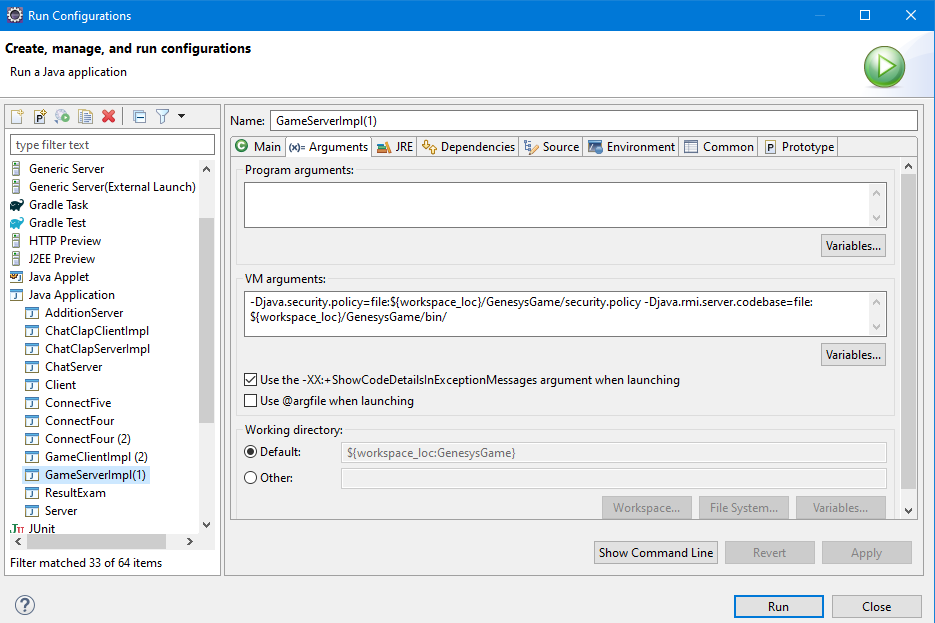 Run Configurations
Create, manage, and run configurations
Run a Java application
type filter text
Generic Server
Generic Server(External Launch)
Gradle Task
Gradle Test
HTTP Preview
J2EE Preview
Java Applet
Java Application
AdditionServer
ChatClapClientImpl
ChatClapServerImpl
ChatServer
Client
ConnectFive
ConnectFour
ConnectFour (2)
GameClientImpl (2)
GameServerImpl(1)
ResultExam
Server
JUnit
Filter matched 33 of 64 items
Name: GameServerImpl(1)
Main (x)= Arguments JRE Dependencies Source Environment Common Prototype
Program arguments:
Variables...
VM arguments:
-Djava.security.policy=file:${workspace_loc}/GenesysGame/security.policy -Djava.rmi.server.codebase=file:
${workspace_loc}/GenesysGame/bin/
Variables...
Use the -XX:+ShowCodeDetailsInExceptionMessages argument when launching
Use @argfile when launching
Working directory:
Default: ${workspace_loc:GenesysGame}
Other:
Workspace... File System... Variables...
Show Command Line Revert Apply
Run Close